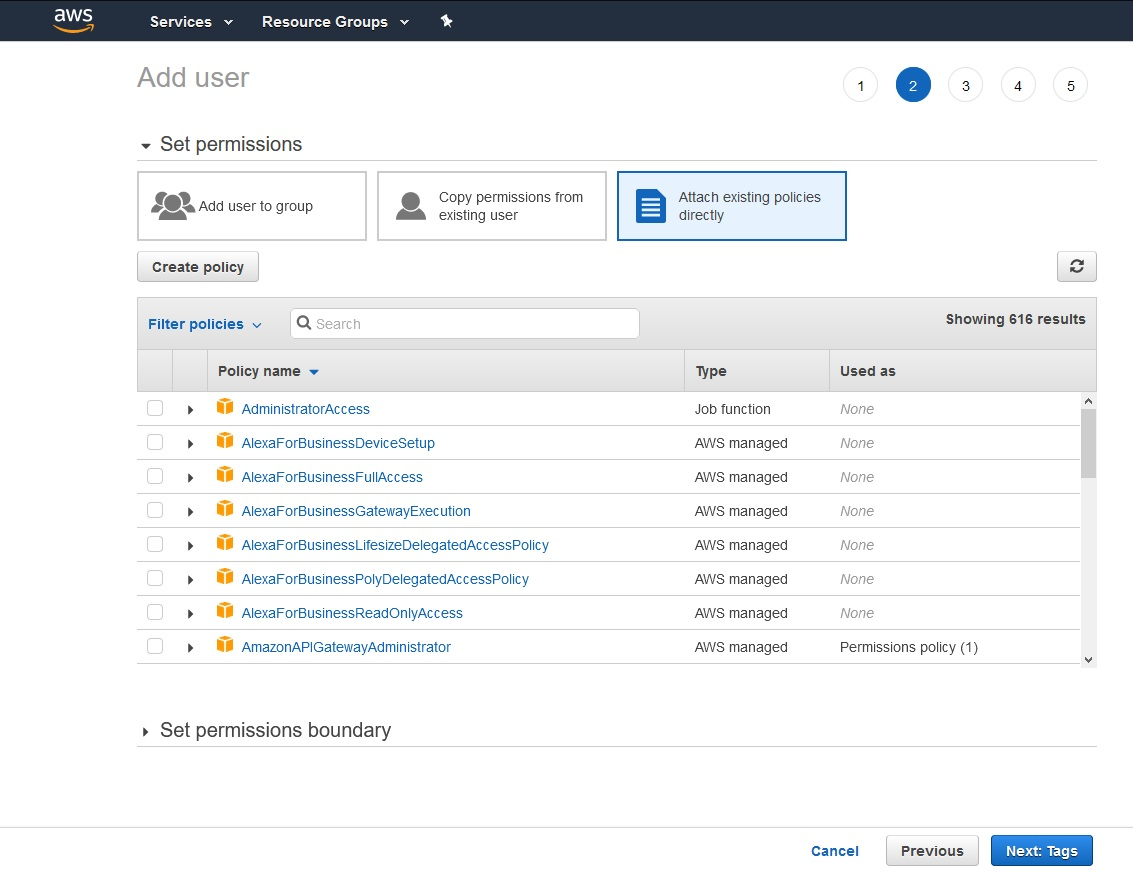 aws Services Resource Groups
Add user
1 2 3 4 5
Set permissions
Add user to group
Copy permissions from
existing user
Attach existing policies
directly
Create policy
Filter policies Search Showing 616 results
Policy name Type Used as
AdministratorAccess Job function None
AlexaForBusinessDeviceSetup AWS managed None
AlexaForBusinessFullAccess AWS managed None
AlexaForBusinessGatewayExecution AWS managed None
AlexaForBusinessLifesizeDelegatedAccessPolicy AWS managed None
AlexaForBusinessPolyDelegatedAccessPolicy AWS managed None
AlexaForBusinessReadOnlyAccess AWS managed None
AmazonAPIGatewayAdministrator AWS managed Permissions policy (1)
Set permissions boundary
Cancel Previous Next: Tags